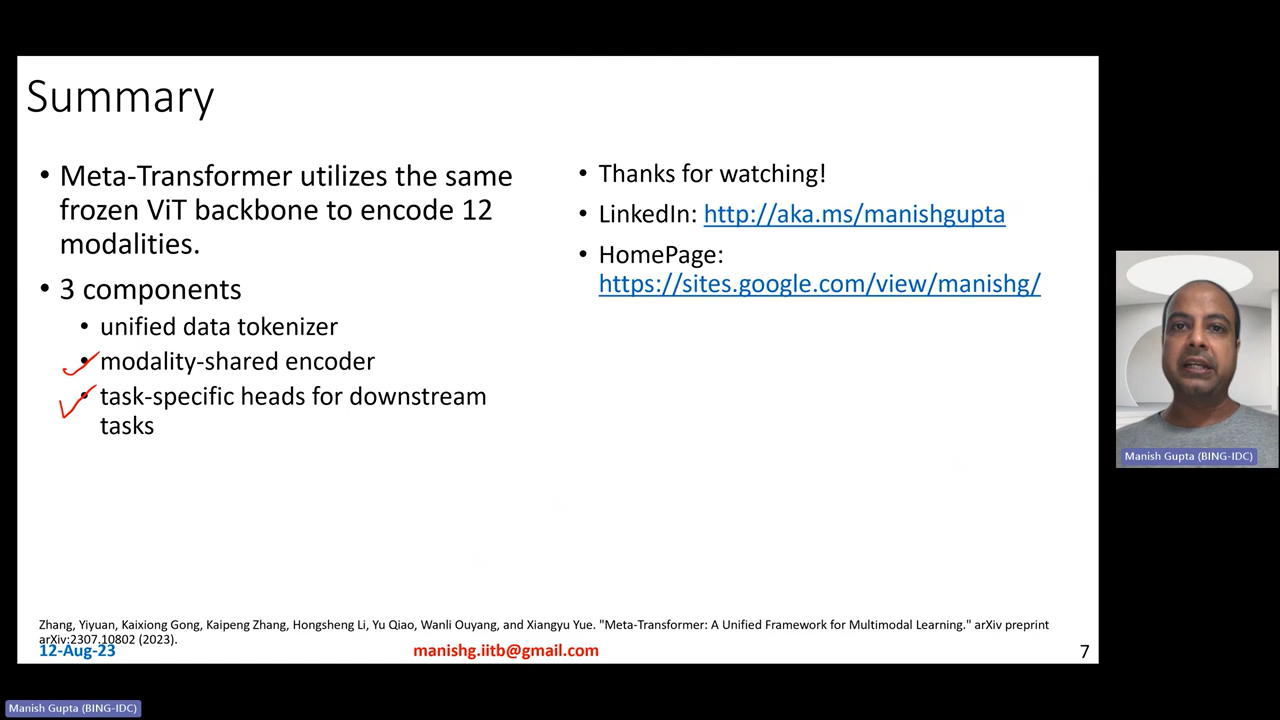 Summary
• Meta-Transformer utilizes the same
frozen ViT backbone to encode 12
modalities.
• 3 components
• unified data tokenizer
• modality-shared encoder
• task-specific heads for downstream
tasks
• Thanks for watching!
• LinkedIn: http://aka.ms/manishgupta
• HomePage:
https://sites.google.com/view/manishg/
Manish Gupta (BING-IDC)
Zhang, Yiyuan, Kaixiong Gong, Kaipeng Zhang, Hongsheng Li, Yu Qiao, Wanli Ouyang, and Xiangyu Yue. "Meta-Transformer: A Unified Framework for Multimodal Learning." arXiv preprint
arXiv:2307.10802 (2023).
12-Aug-23
manishg.iitb@gmail.com
7
Manish Gupta (BING-IDC)